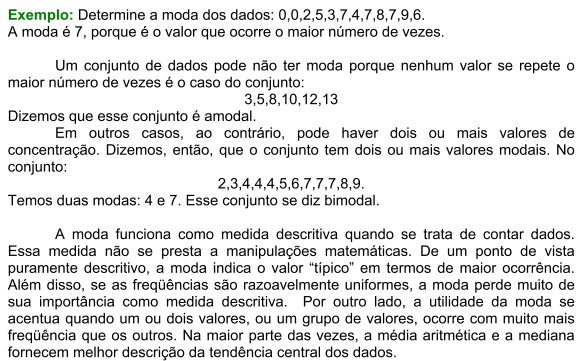 Exemplo: Determine a moda dos dados: 0,0,2,5,3,7,4,7,8,7,9,6.
A moda é 7, porque é o valor que ocorre o maior número de vezes.
Um conjunto de dados pode não ter moda porque nenhum valor se repete o
maior número de vezes é o caso do conjunto:
3,5,8,10,12,13
Dizemos que esse conjunto é amodal.
Em outros casos, ao contrário, pode haver dois ou mais valores de
concentração. Dizemos, então, que o conjunto tem dois ou mais valores modais. No
conjunto:
2,3,4,4,4,5,6,7,7,7,8,9.
Temos duas modas: 4 e 7. Esse conjunto se diz bimodal.
A moda funciona como medida descritiva quando se trata de contar dados.
Essa medida não se presta a manipulações matemáticas. De um ponto de vista
puramente descritivo, a moda indica o valor “típico” em termos de maior ocorrência.
Além disso, se as freqüências são razoavelmente uniformes, a moda perde muito de
sua importância como medida descritiva. Por outro lado, a utilidade da moda se
acentua quando um ou dois valores, ou um grupo de valores, ocorre com muito mais
freqüência que os outros. Na maior parte das vezes, a média aritmética e a mediana
fornecem melhor descrição da tendência central dos dados.